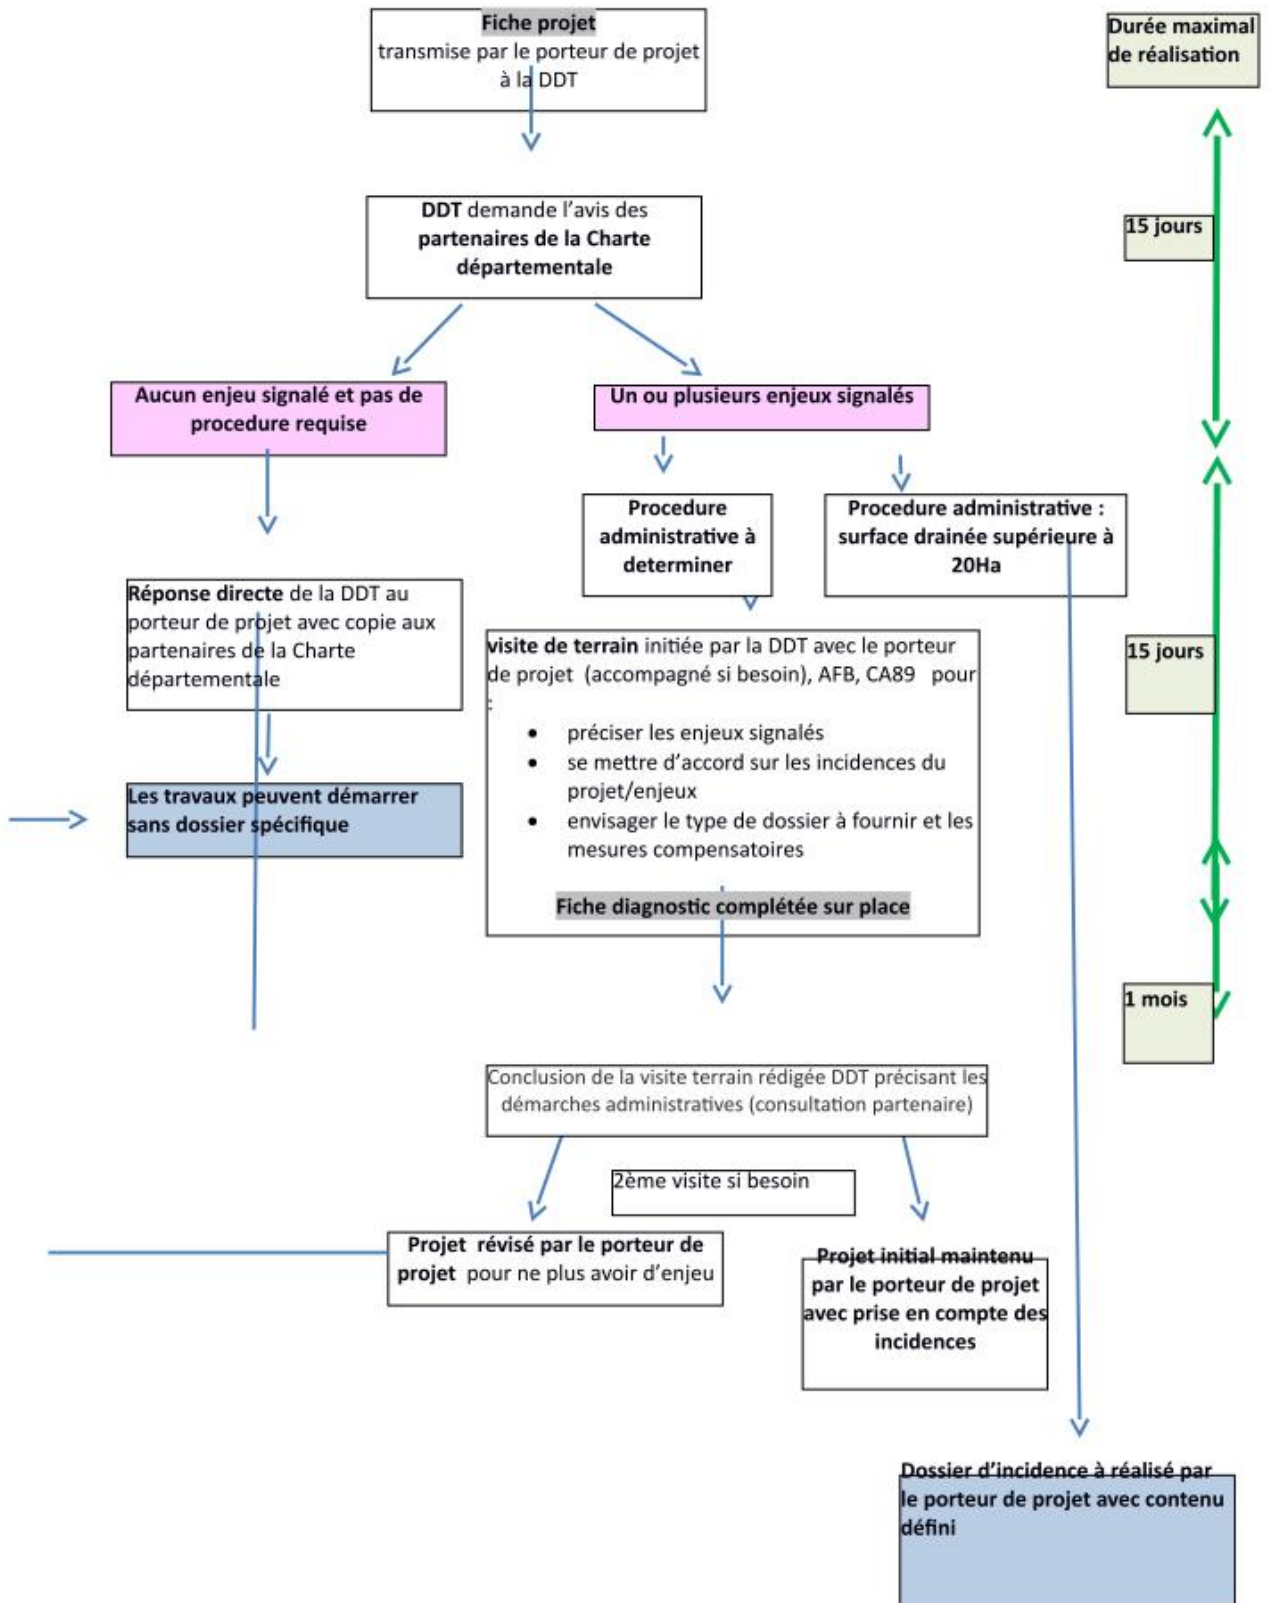 Fiche projet
transmise par le porteur de projet
à la DDT
Durée maximal
de réalisation
DDT demande l'avis des
partenaires de la Charte
départementale
15 jours
Aucun enjeu signalé et pas de
procedure requise
Un ou plusieurs enjeux signalés
Procedure
administrative à
determiner
Procedure administrative :
surface drainée supérieure à
20Ha
Réponse directe de la DDT au
porteur de projet avec copie aux
partenaires de la Charte
départementale
visite de terrain initiée par la DDT avec le porteur
de projet (accompagné si besoin), AFB, CA89 pour
:
• préciser les enjeux signalés
• se mettre d'accord sur les incidences du
projet/enjeux
• envisager le type de dossier à fournir et les
mesures compensatoires
Fiche diagnostic complétée sur place
15 jours
Les travaux peuvent démarrer
sans dossier spécifique
1 mois
Conclusion de la visite terrain rédigée DDT précisant les
démarches administratives (consultation partenaire)
2ème visite si besoin
Projet révisé par le porteur de
projet pour ne plus avoir d'enjeu
Projet initial maintenu
par le porteur de projet
avec prise en compte des
incidences
Dossier d'incidence à réalisé par
le porteur de projet avec contenu
défini